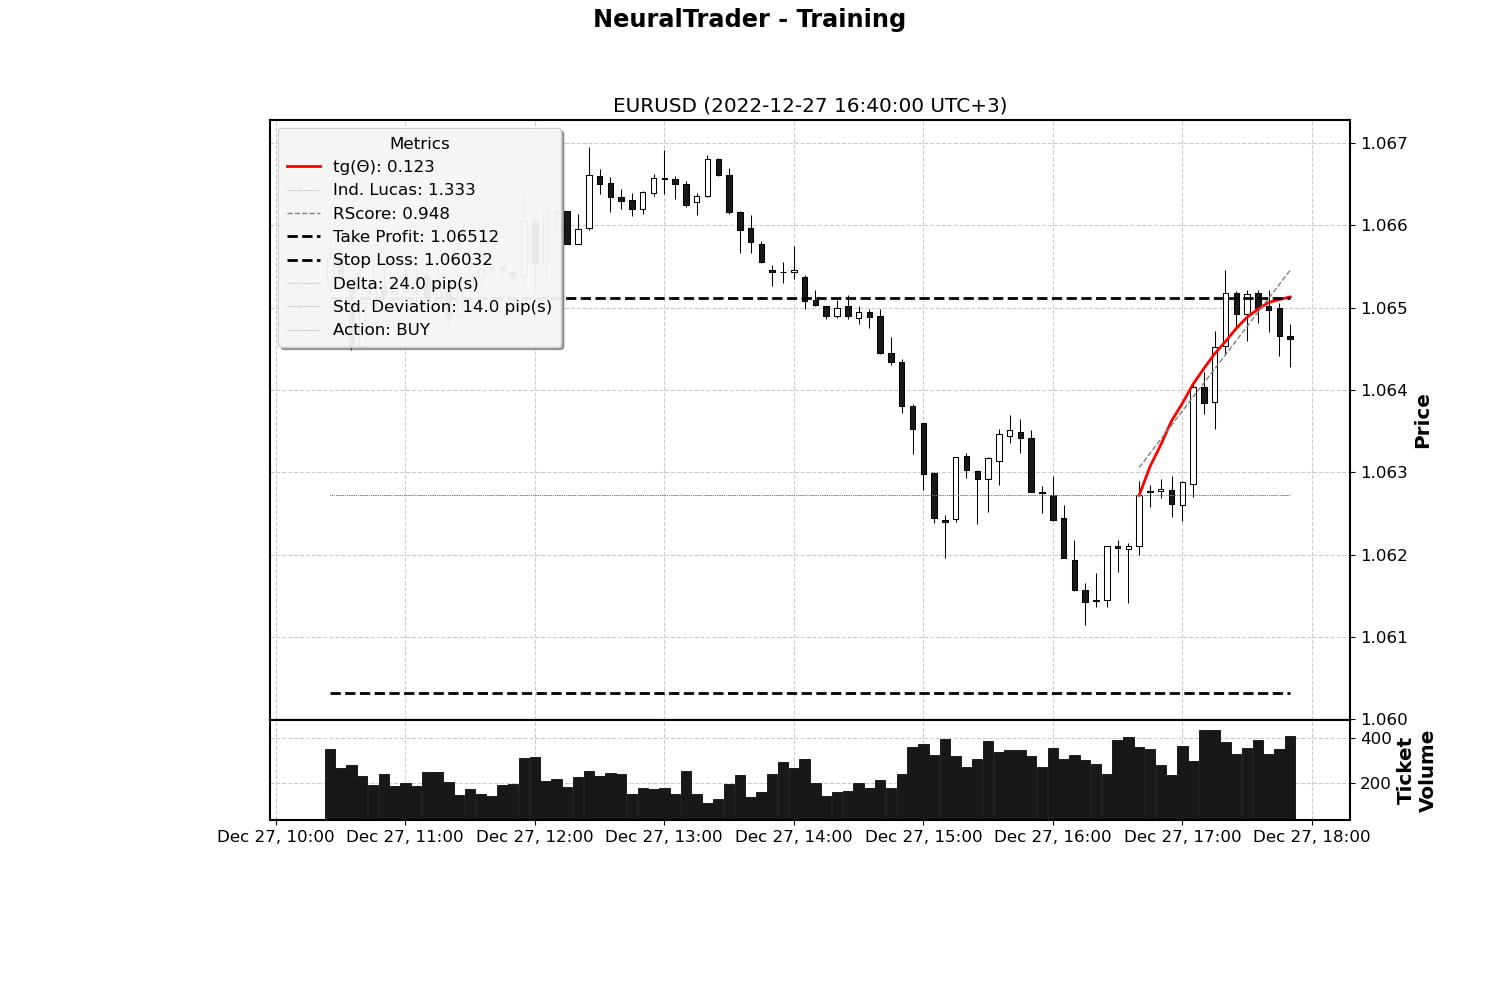 NeuralTrader - Training
EURUSD (2022-12-27 16:40:00 UTC+3)
Metrics
tg(Θ): 0.123
Ind. Lucas: 1.333
RScore: 0.948
Take Profit: 1.06512
Stop Loss: 1.06032
Delta: 24.0 pip(s)
Std. Deviation: 14.0 pip(s)
Action: BUY
1.067
1.066
1.065
1.064
1.063
1.062
1.061
1.060
Price
400
200
Ticket
Volume
Dec 27, 10:00 Dec 27, 11:00 Dec 27, 12:00 Dec 27, 13:00 Dec 27, 14:00 Dec 27, 15:00 Dec 27, 16:00 Dec 27, 17:00 Dec 27, 18:00